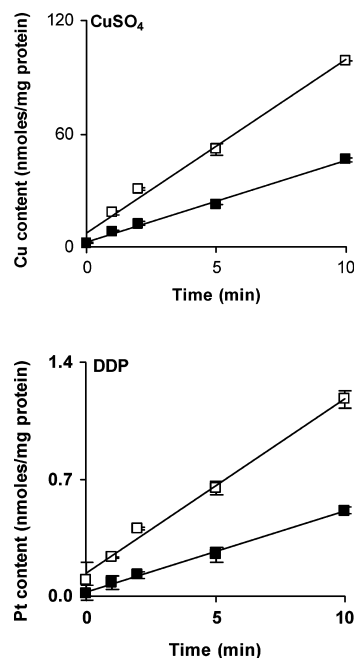 CuSO4
Cu content (nmoles/mg protein)
120
60
0
0 5 10
Time (min)
DDP
Pt content (nmoles/mg protein)
1.4
0.7
0.0
0 5 10
Time (min)